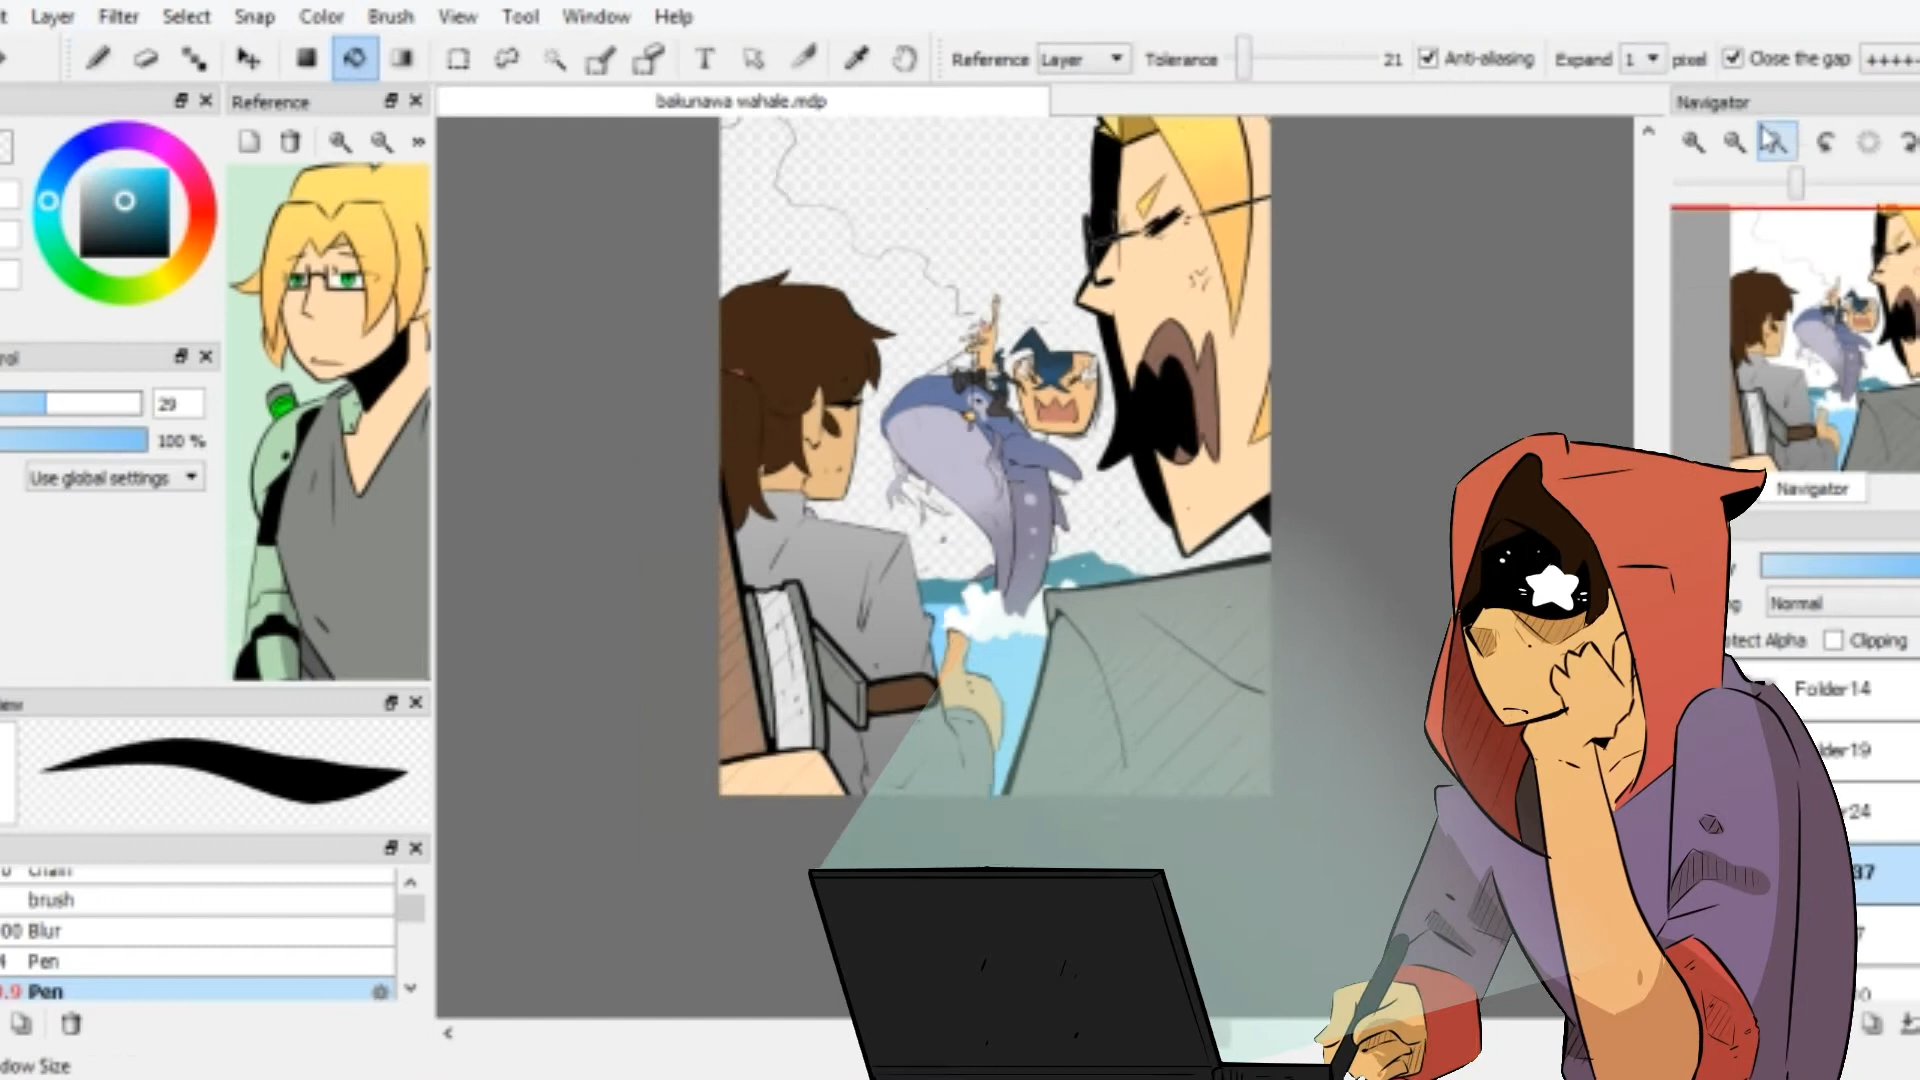 Layer Filter Select Snap Color Brush View Tool Window Help
Reference Layer Tolerance 21 Anti-aliasing Expand 1 pixel Close the gap ++++
Reference
bakunawa wahale.mdp
Navigator
29
100 %
Use global settings
Navigator
Normal
Clipping
Folder14
brush
00 Blur
Pen
Pen